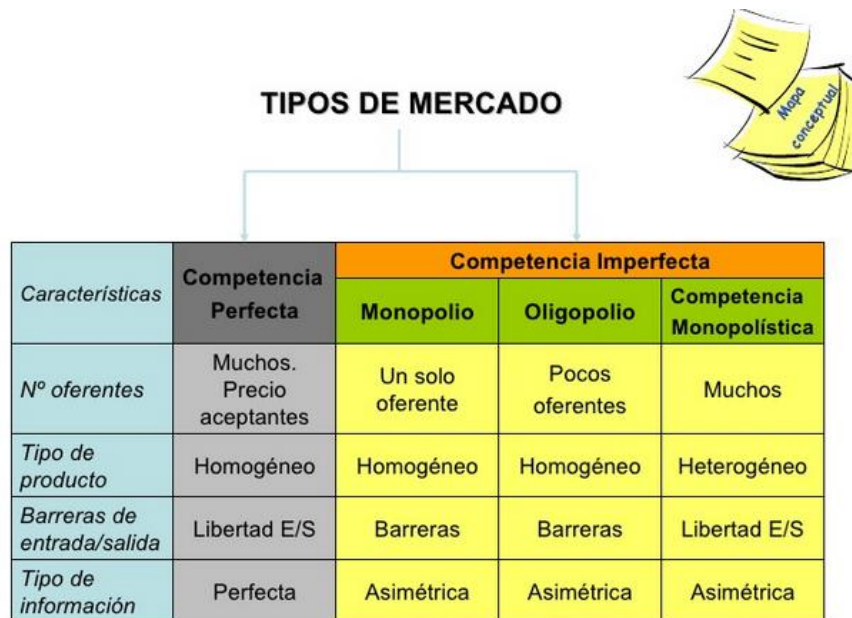 Mapa
conceptual
TIPOS DE MERCADO
Características
Competencia
Perfecta
Competencia Imperfecta
Monopolio
Oligopolio
Competencia
Monopolística
Nº oferentes
Muchos.
Precio
aceptantes
Un solo
oferente
Pocos
oferentes
Muchos
Tipo de
producto
Homogéneo
Homogéneo
Homogéneo
Heterogéneo
Barreras de
entrada/salida
Libertad E/S
Barreras
Barreras
Libertad E/S
Tipo de
información
Perfecta
Asimétrica
Asimétrica
Asimétrica